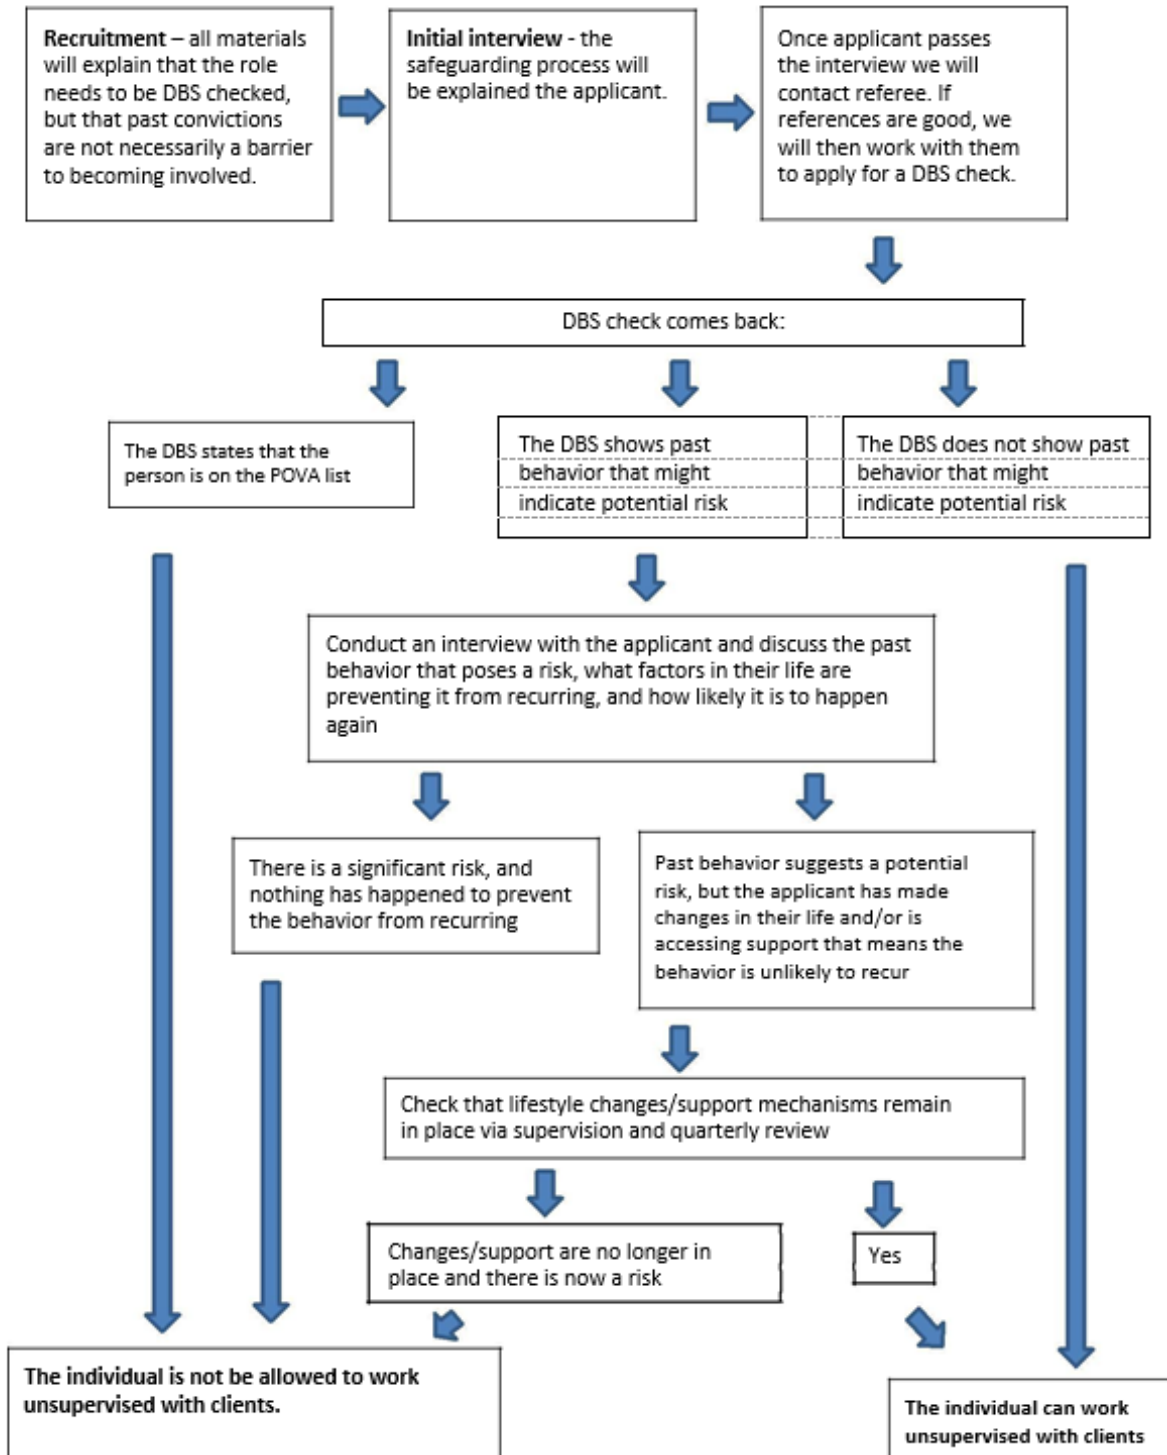 Recruitment – all materials
will explain that the role
needs to be DBS checked,
but that past convictions
are not necessarily a barrier
to becoming involved.
Initial interview - the
safeguarding process will
be explained the applicant.
Once applicant passes
the interview we will
contact referee. If
references are good, we
will then work with them
to apply for a DBS check.
DBS check comes back:
The DBS states that the
person is on the POVA list
The DBS shows past
behavior that might
indicate potential risk
The DBS does not show past
behavior that might
indicate potential risk
Conduct an interview with the applicant and discuss the past
behavior that poses a risk, what factors in their life are
preventing it from recurring, and how likely it is to happen
again
There is a significant risk, and
nothing has happened to prevent
the behavior from recurring
Past behavior suggests a potential
risk, but the applicant has made
changes in their life and/or is
accessing support that means the
behavior is unlikely to recur
Check that lifestyle changes/support mechanisms remain
in place via supervision and quarterly review
Changes/support are no longer in
place and there is now a risk
Yes
The individual is not be allowed to work
unsupervised with clients.
The individual can work
unsupervised with clients